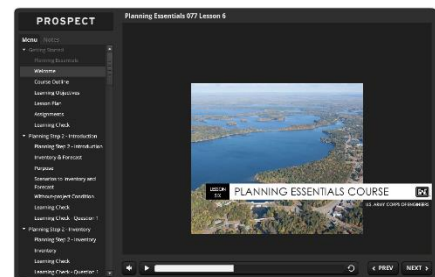 PROSPECT
Planning Essentials 077 Lesson 6
Menu Notes
Getting Started
Planning Essentials
Welcome
Course Outline
Learning Objectives
Lesson Plan
Assignments
Learning Check
Planning Step 2 - Introduction
Planning Step 2 - Introduction
Inventory & Forecast
Purpose
Scenarios to Inventory and
Forecast
Without-project Condition
Learning Check
Learning Check - Question 1
Planning Step 2 - Inventory
Planning Step 2 - Inventory
Inventory
Learning Check
Learning Check - Question 1
LESSON
SIX
PLANNING ESSENTIALS COURSE
U.S. ARMY CORPS OF ENGINEERS
PREV
NEXT